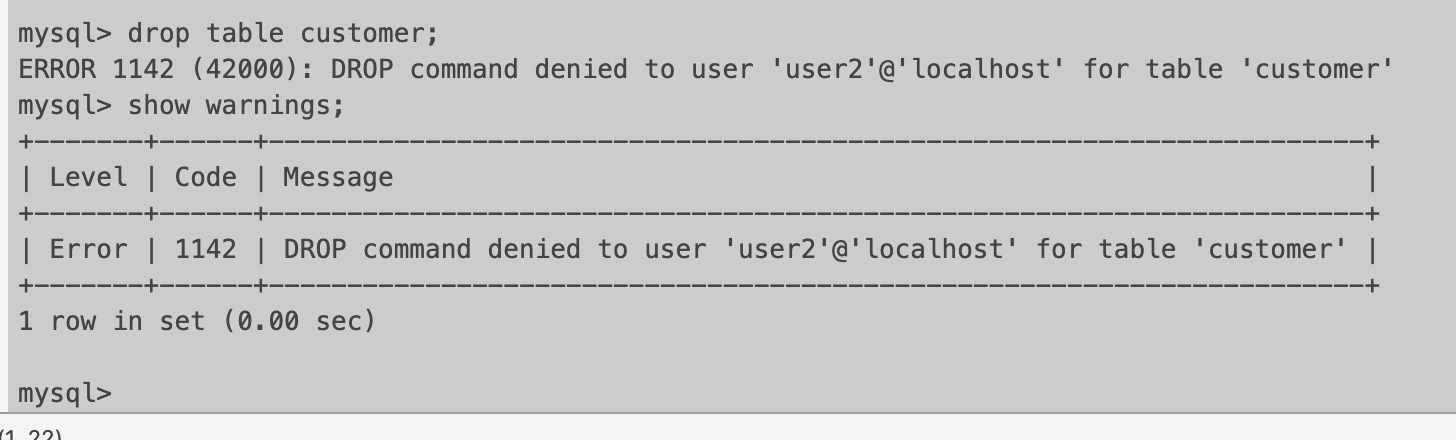 mysql> drop table customer;
ERROR 1142 (42000): DROP command denied to user 'user2'@'localhost' for table 'customer'
mysql> show warnings;
+-------+------+----------------------------------------------------------------------+
| Level | Code | Message                                                              |
+-------+------+----------------------------------------------------------------------+
| Error | 1142 | DROP command denied to user 'user2'@'localhost' for table 'customer' |
+-------+------+----------------------------------------------------------------------+
1 row in set (0.00 sec)
mysql>
(1, 22)